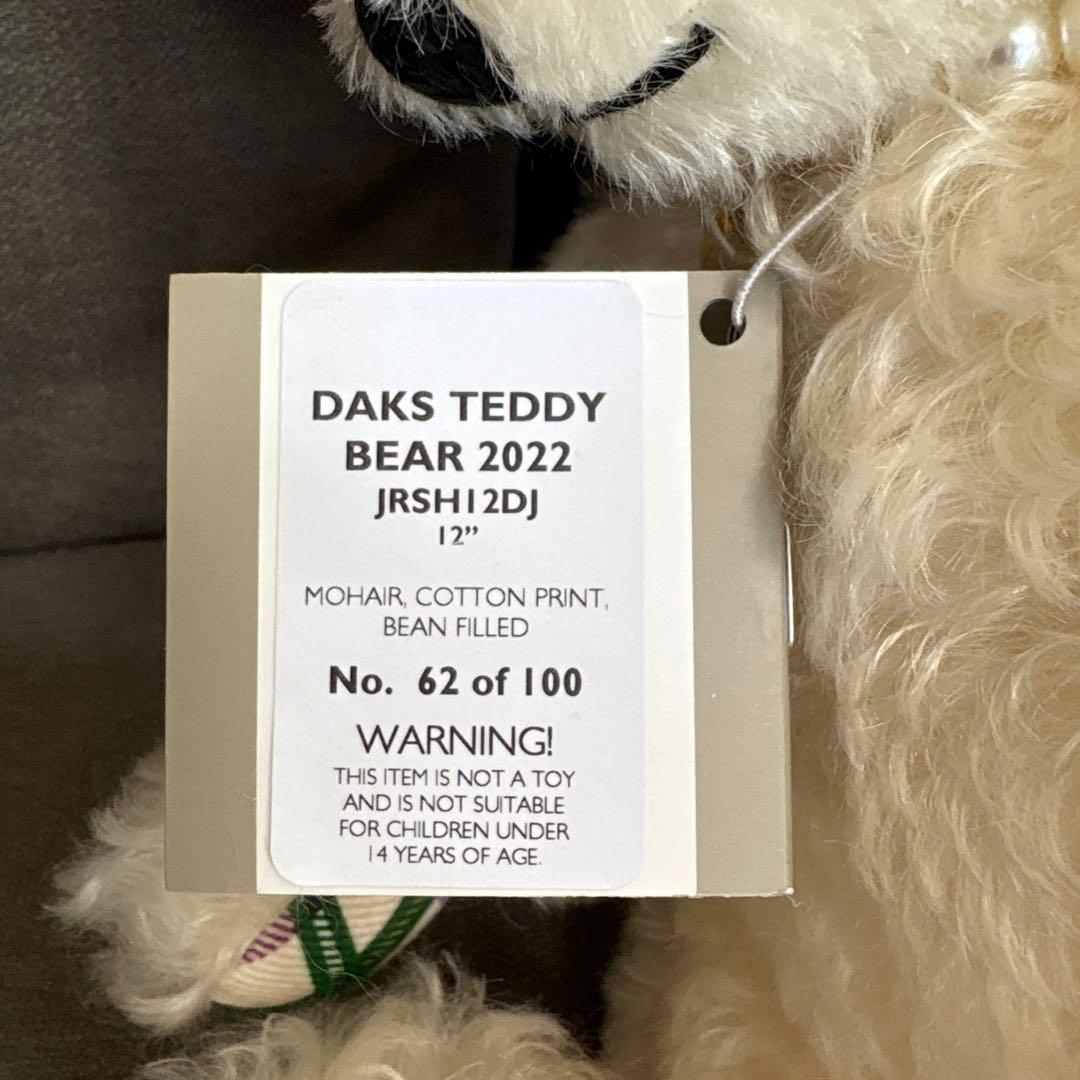 DAKS TEDDY
BEAR 2022
JRSH12DJ
12”
MOHAIR, COTTON PRINT,
BEAN FILLED
No. 62 of 100
WARNING!
THIS ITEM IS NOT A TOY
AND IS NOT SUITABLE
FOR CHILDREN UNDER
14 YEARS OF AGE.